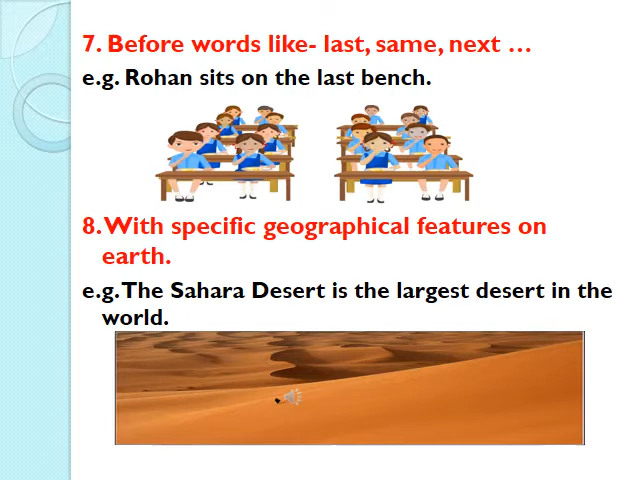 7. Before words like- last, same, next …
e.g. Rohan sits on the last bench.
8. With specific geographical features on
earth.
e.g. The Sahara Desert is the largest desert in the
world.